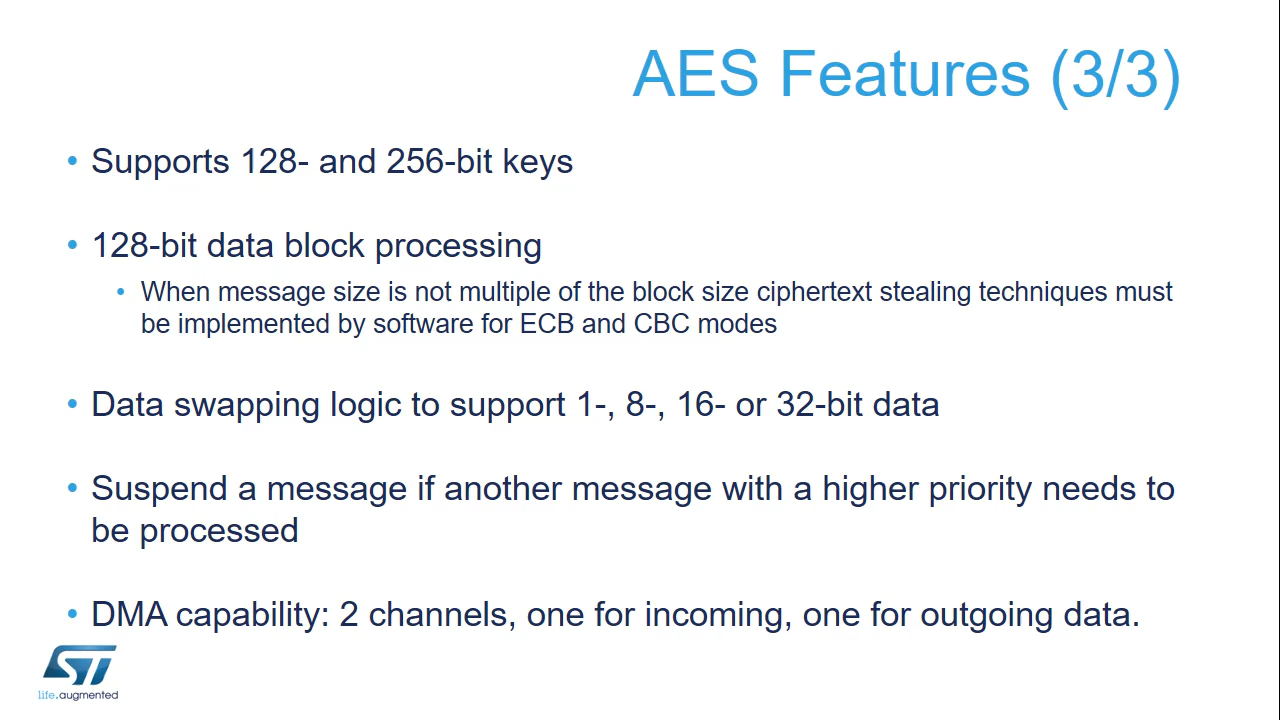 AES Features (3/3)
• Supports 128- and 256-bit keys
• 128-bit data block processing
• When message size is not multiple of the block size ciphertext stealing techniques must
be implemented by software for ECB and CBC modes
• Data swapping logic to support 1-, 8-, 16- or 32-bit data
• Suspend a message if another message with a higher priority needs to
be processed
• DMA capability: 2 channels, one for incoming, one for outgoing data.
ST
life.augmented